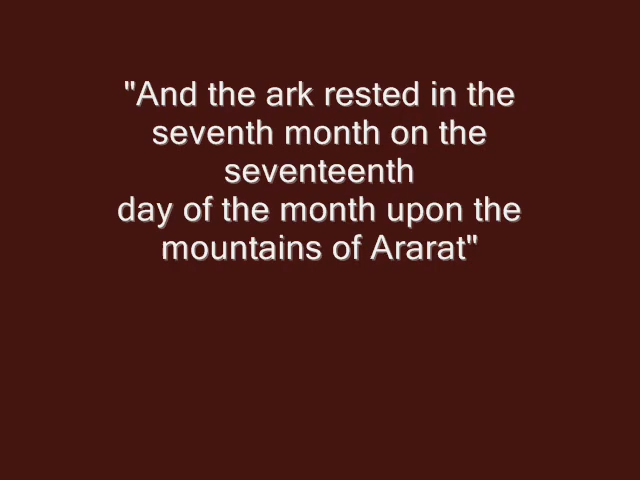 "And the ark rested in the
seventh month on the
seventeenth
day of the month upon the
mountains of Ararat"